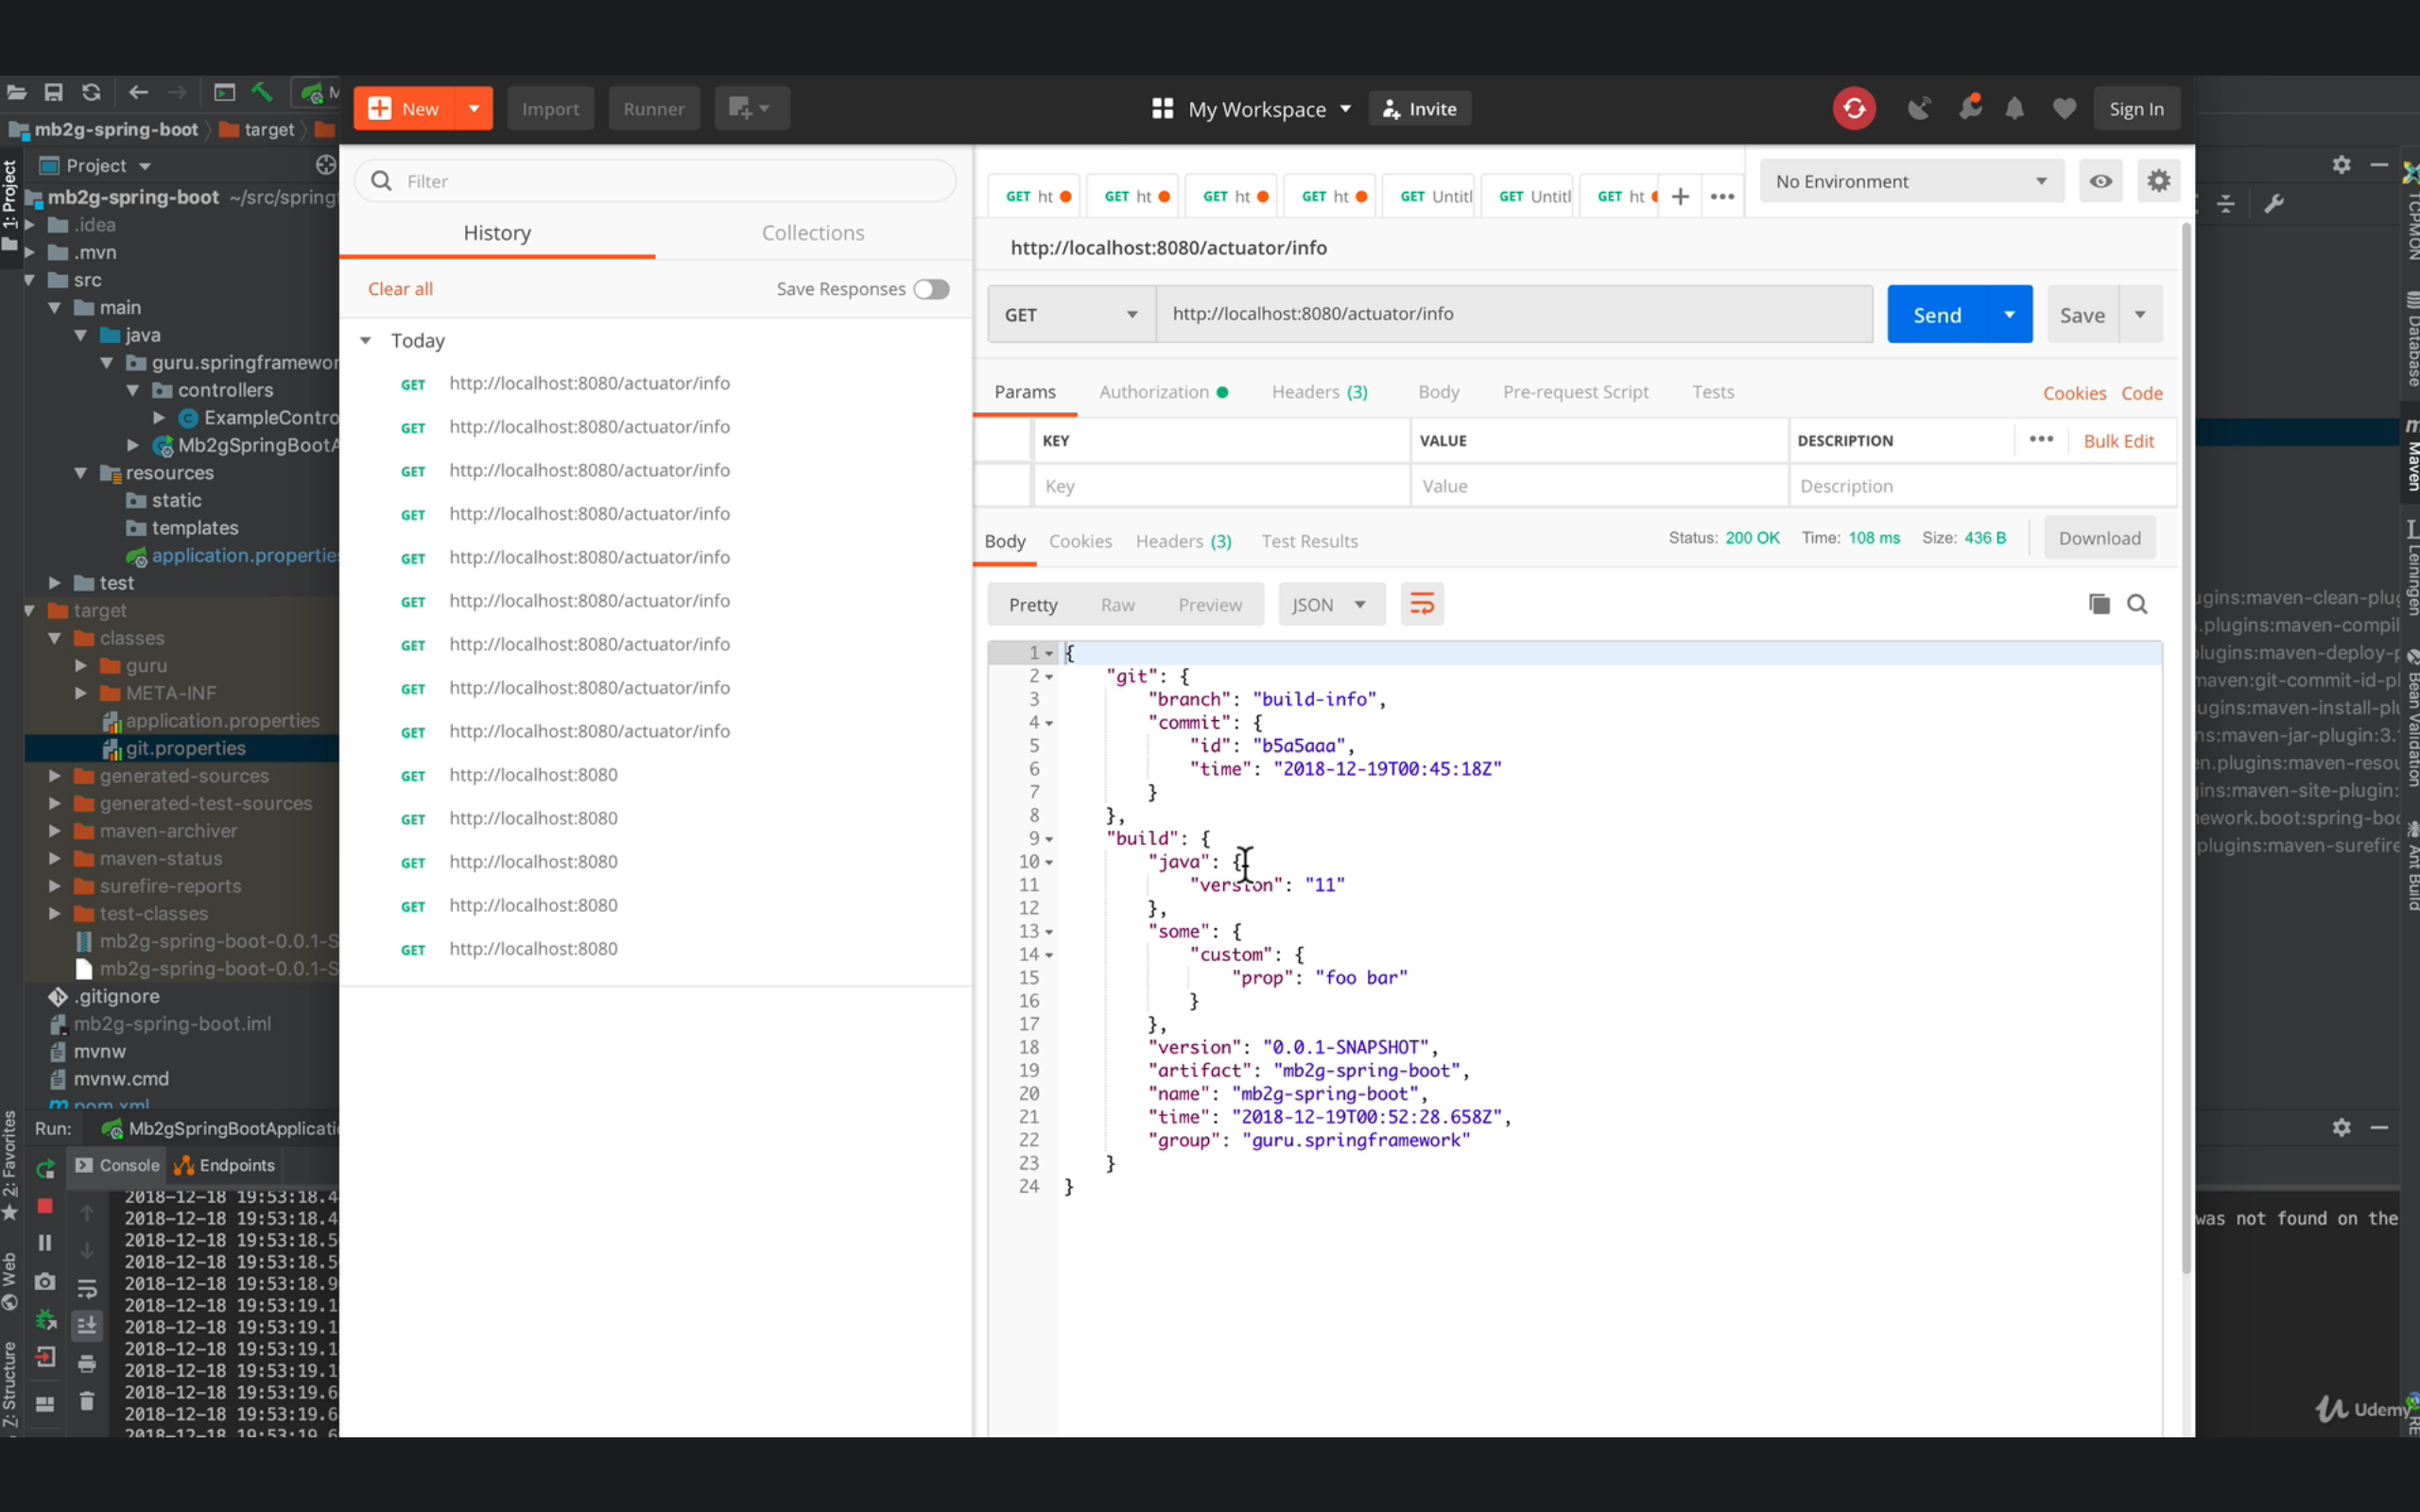 New
Import
Runner
My Workspace
Invite
Sign In
mb2g-spring-boot
target
Project
1: Project
mb2g-spring-boot ~/src/springf
.idea
.mvn
src
main
java
guru.springframewor
controllers
ExampleContro
Mb2gSpringBootA
resources
static
templates
application.propertie
test
target
classes
guru
META-INF
application.properties
git.properties
generated-sources
generated-test-sources
maven-archiver
maven-status
surefire-reports
test-classes
mb2g-spring-boot-0.0.1-S
mb2g-spring-boot-0.0.1-S
.gitignore
mb2g-spring-boot.iml
mvnw
mvnw.cmd
pom.xml
Run: Mb2gSpringBootApplicati
Console Endpoints
2018-12-18 19:53:18.4
2018-12-18 19:53:18.4
2018-12-18 19:53:18.5
2018-12-18 19:53:18.5
2018-12-18 19:53:18.9
2018-12-18 19:53:19.1
2018-12-18 19:53:19.1
2018-12-18 19:53:19.1
2018-12-18 19:53:19.1
2018-12-18 19:53:19.6
2018-12-18 19:53:19.6
2018-12-18 19:53:19.6
2: Favorites
Web
7: Structure
Filter
History
Collections
Clear all
Save Responses
Today
GET http://localhost:8080/actuator/info
GET http://localhost:8080/actuator/info
GET http://localhost:8080/actuator/info
GET http://localhost:8080/actuator/info
GET http://localhost:8080/actuator/info
GET http://localhost:8080/actuator/info
GET http://localhost:8080/actuator/info
GET http://localhost:8080/actuator/info
GET http://localhost:8080/actuator/info
GET http://localhost:8080
GET http://localhost:8080
GET http://localhost:8080
GET http://localhost:8080
GET http://localhost:8080
GET ht
GET ht
GET ht
GET ht
GET Untitl
GET Untitl
GET ht
No Environment
http://localhost:8080/actuator/info
GET http://localhost:8080/actuator/info
Send
Save
Params
Authorization
Headers (3)
Body
Pre-request Script
Tests
Cookies
Code
KEY VALUE DESCRIPTION
Bulk Edit
Key Value Description
Body
Cookies
Headers (3)
Test Results
Status: 200 OK Time: 108 ms Size: 436 B
Download
Pretty Raw Preview JSON
1 {
2 "git": {
3 "branch": "build-info",
4 "commit": {
5 "id": "b5a5aaa",
6 "time": "2018-12-19T00:45:18Z"
7 }
8 },
9 "build": {
10 "java": {
11 "version": "11"
12 },
13 "some": {
14 "custom": {
15 "prop": "foo bar"
16 }
17 },
18 "version": "0.0.1-SNAPSHOT",
19 "artifact": "mb2g-spring-boot",
20 "name": "mb2g-spring-boot",
21 "time": "2018-12-19T00:52:28.658Z",
22 "group": "guru.springframework"
23 }
24 }
ugins:maven-clean-plug
.plugins:maven-compil
plugins:maven-deploy-p
maven:git-commit-id-pl
ugins:maven-install-plu
ns:maven-jar-plugin:3.1
en.plugins:maven-resou
ins:maven-site-plugin:
ework.boot:spring-boo
plugins:maven-surefire
was not found on the
TCPMON
Database
Maven
Leiningen
Bean Validation
Ant Build
Udemy